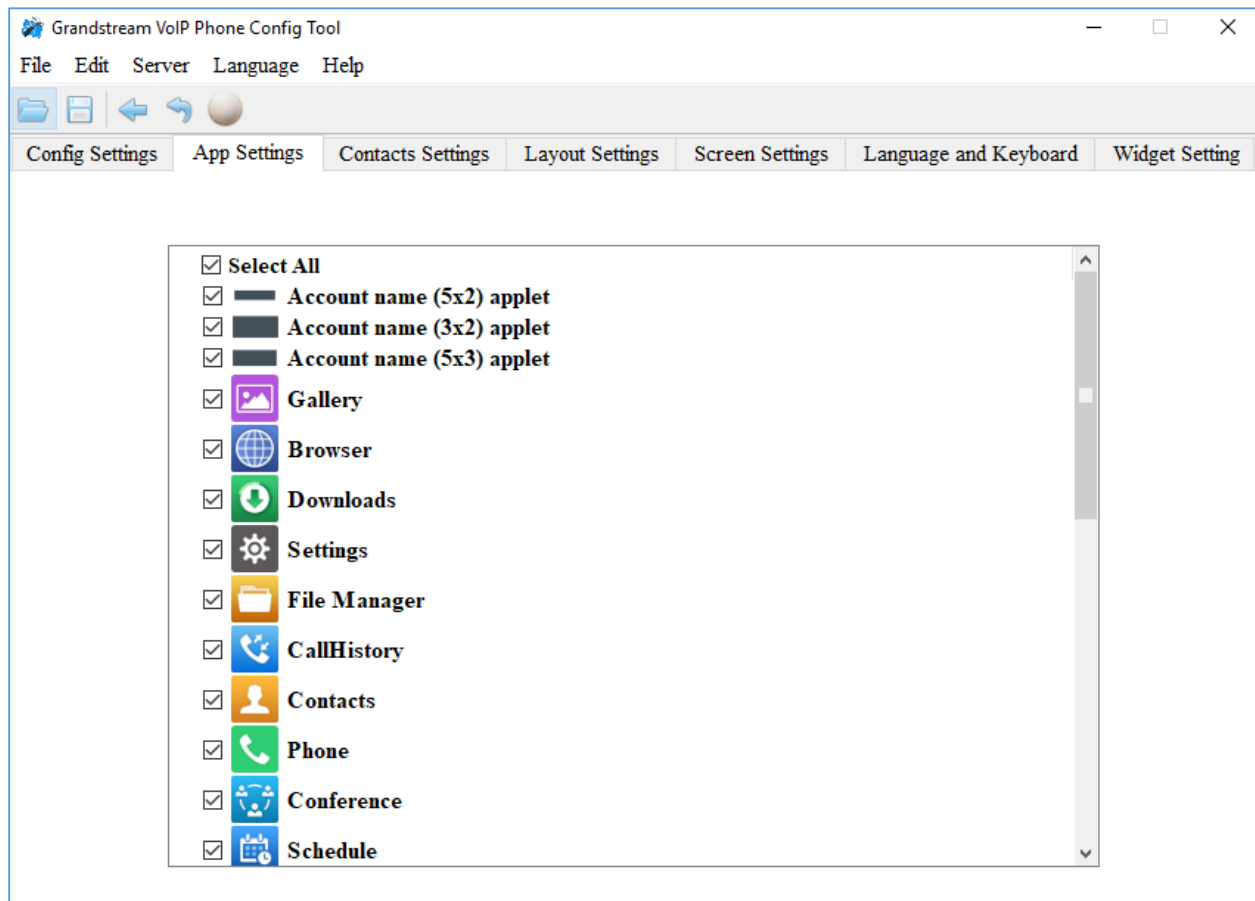 Grandstream VoIP Phone Config Tool
File Edit Server Language Help
Config Settings App Settings Contacts Settings Layout Settings Screen Settings Language and Keyboard Widget Setting
Select All
Account name (5x2) applet
Account name (3x2) applet
Account name (5x3) applet
Gallery
Browser
Downloads
Settings
File Manager
CallHistory
Contacts
Phone
Conference
Schedule